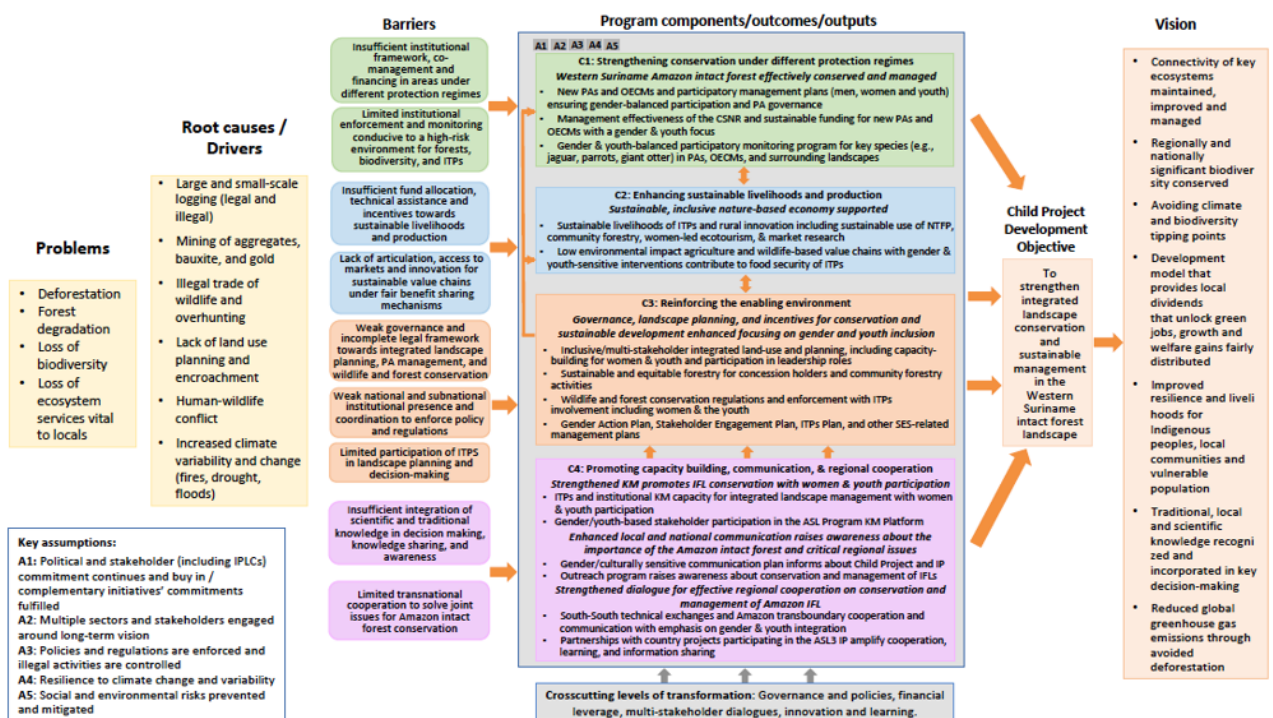 Problems
• Deforestation
• Forest
degradation
• Loss of
biodiversity
• Loss of
ecosystem
services vital
to locals
Root causes /
Drivers
• Large and small-scale
logging (legal and
illegal)
• Mining of aggregates,
bauxite, and gold
• Illegal trade of
wildlife and
overhunting
• Lack of land use
planning and
encroachment
• Human-wildlife
conflict
• Increased climate
variability and change
(fires, drought,
floods)
Key assumptions:
A1: Political and stakeholder (including IPLCs)
commitment continues and buy in /
complementary initiatives' commitments
fulfilled
A2: Multiple sectors and stakeholders engaged
around long-term vision
A3: Policies and regulations are enforced and
illegal activities are controlled
A4: Resilience to climate change and variability
A5: Social and environmental risks prevented
and mitigated
Barriers
Insufficient institutional
framework, co-
management and
financing in areas under
different protection regimes
Limited institutional
enforcement and monitoring
conducive to a high-risk
environment for forests,
biodiversity, and ITPs
Insufficient fund allocation,
technical assistance and
incentives towards
sustainable livelihoods
and production
Lack of articulation, access to
markets and innovation for
sustainable value chains
under fair benefit sharing
mechanisms
Weak governance and
incomplete legal framework
towards integrated landscape
planning, PA management, and
wildlife and forest conservation
Weak national and subnational
institutional presence and
coordination to enforce policy
and regulations
Limited participation of ITPS
in landscape planning and
decision-making
Insufficient integration of
scientific and traditional
knowledge in decision making,
knowledge sharing, and
awareness
Limited transnational
cooperation to solve joint
issues for Amazon intact
forest conservation
Program components/outcomes/outputs
A1 A2 A3 A4 A5
C1: Strengthening conservation under different protection regimes
Western Suriname Amazon intact forest effectively conserved and managed
• New PAs and OECMs and participatory management plans (men, women and youth)
ensuring gender-balanced participation and PA governance
• Management effectiveness of the CSNR and sustainable funding for new PAs and
OECMs with a gender & youth focus
• Gender & youth-balanced participatory monitoring program for key species (e.g.,
jaguar, parrots, giant otter) in PAs, OECMs, and surrounding landscapes
C2: Enhancing sustainable livelihoods and production
Sustainable, inclusive nature-based economy supported
• Sustainable livelihoods of ITPs and rural innovation including sustainable use of NTFP,
community forestry, women-led ecotourism, & market research
• Low environmental impact agriculture and wildlife-based value chains with gender &
youth-sensitive interventions contribute to food security of ITPs
C3: Reinforcing the enabling environment
Governance, landscape planning, and incentives for conservation and
sustainable development enhanced focusing on gender and youth inclusion
• Inclusive/multi-stakeholder integrated land-use and planning, including capacity-
building for women & youth and participation in leadership roles
• Sustainable and equitable forestry for concession holders and community forestry
activities
• Wildlife and forest conservation regulations and enforcement with ITPs
involvement including women & the youth
• Gender Action Plan, Stakeholder Engagement Plan, ITPs Plan, and other SES-related
management plans
C4: Promoting capacity building, communication, & regional cooperation
Strengthened KM promotes IFL conservation with women & youth participation
• ITPs and institutional KM capacity for integrated landscape management with women
& youth participation
• Gender/youth-based stakeholder participation in the ASL Program KM Platform
Enhanced local and national communication raises awareness about the
importance of the Amazon intact forest and critical regional issues
• Gender/culturally sensitive communication plan informs about Child Project and IP
• Outreach program raises awareness about conservation and management of IFLs
Strengthened dialogue for effective regional cooperation on conservation and
management of Amazon IFL
• South-South technical exchanges and Amazon transboundary cooperation and
communication with emphasis on gender & youth integration
• Partnerships with country projects participating in the ASL3 IP amplify cooperation,
learning, and information sharing
Crosscutting levels of transformation: Governance and policies, financial
leverage, multi-stakeholder dialogues, innovation and learning.
Child Project
Development
Objective
To
strengthen
integrated
landscape
conservation
and
sustainable
management
in the
Western
Suriname
intact forest
landscape
Vision
• Connectivity of key
ecosystems
maintained,
improved and
managed
• Regionally and
nationally
significant biodiver
sity conserved
• Avoiding climate
and biodiversity
tipping points
• Development
model that
provides local
dividends
that unlock green
jobs, growth and
welfare gains fairly
distributed
• Improved
resilience and liveli
hoods for
Indigenous
peoples, local
communities and
vulnerable
population
• Traditional, local
and scientific
knowledge recogni
zed and
incorporated in key
decision-making
• Reduced global
greenhouse gas
emissions through
avoided
deforestation